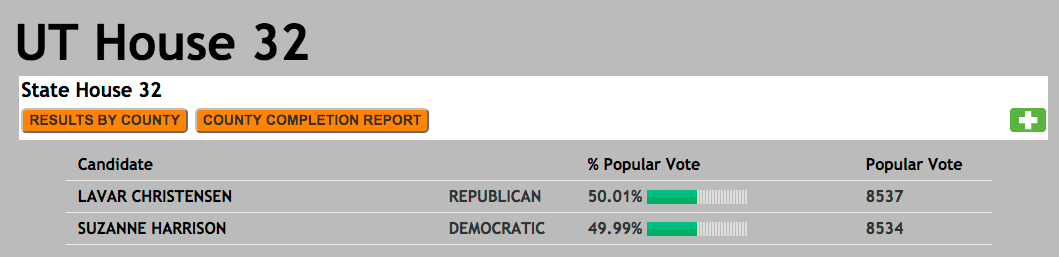 UT House 32
State House 32
RESULTS BY COUNTY COUNTY COMPLETION REPORT
Candidate % Popular Vote Popular Vote
LAVAR CHRISTENSEN REPUBLICAN 50.01% 8537
SUZANNE HARRISON DEMOCRATIC 49.99% 8534